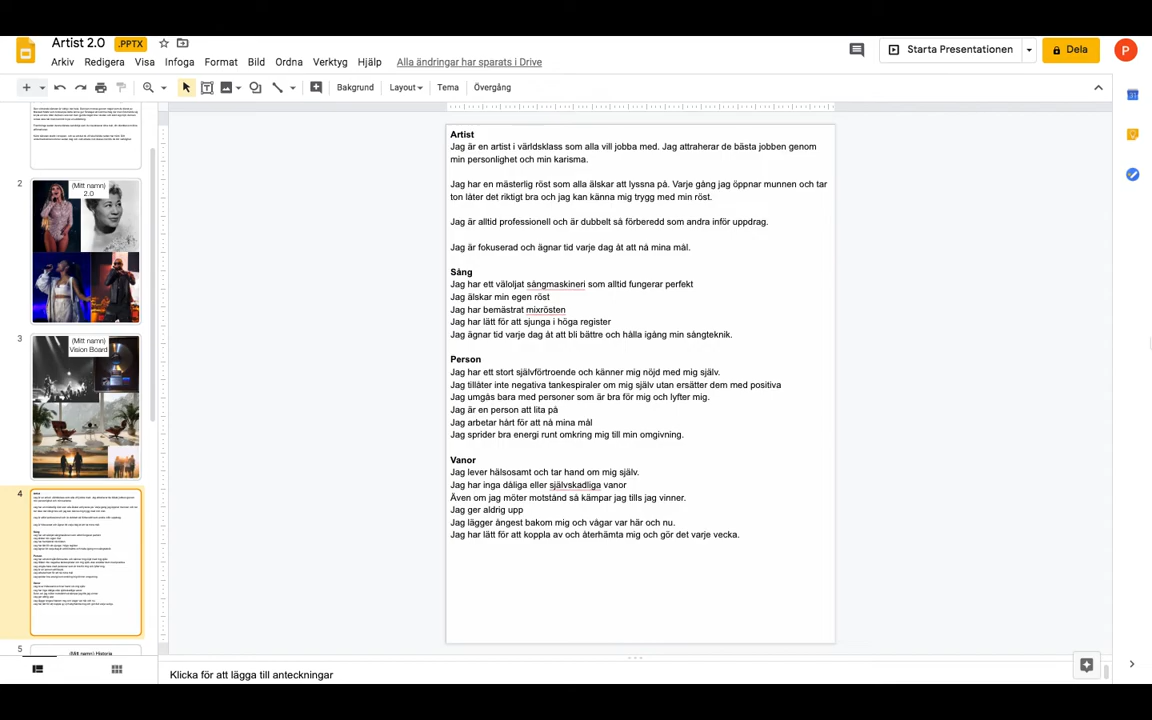 Artist 2.0 .PPTX
Arkiv Redigera Visa Infoga Format Bild Ordna Verktyg Hjälp Alla ändringar har sparats i Drive
Starta Presentationen
Dela
P
Bakgrund Layout Tema Övergång
2
(Mitt namn)
2.0
3
(Mitt namn)
Vision Board
4
5
(Mitt namn) Historia
Artist
Jag är en artist i världsklass som alla vill jobba med. Jag attraherar de bästa jobben genom
min personlighet och min karisma.
Jag har en mästerlig röst som alla älskar att lyssna på. Varje gång jag öppnar munnen och tar
ton låter det riktigt bra och jag kan känna mig trygg med min röst.
Jag är alltid professionell och är dubbelt så förberedd som andra inför uppdrag.
Jag är fokuserad och ägnar tid varje dag åt att nå mina mål.
Sång
Jag har ett väloljat sångmaskineri som alltid fungerar perfekt
Jag älskar min egen röst
Jag har bemästrat mixrösten
Jag har lätt för att sjunga i höga register
Jag ägnar tid varje dag åt att bli bättre och hålla igång min sångteknik.
Person
Jag har ett stort självförtroende och känner mig nöjd med mig själv.
Jag tillåter inte negativa tankespiraler om mig själv utan ersätter dem med positiva
Jag umgås bara med personer som är bra för mig och lyfter mig.
Jag är en person att lita på
Jag arbetar hårt för att nå mina mål
Jag sprider bra energi runt omkring mig till min omgivning.
Vanor
Jag lever hälsosamt och tar hand om mig själv.
Jag har inga dåliga eller självskadliga vanor
Även om jag möter motstånd så kämpar jag tills jag vinner.
Jag ger aldrig upp
Jag lägger ångest bakom mig och vågar var här och nu.
Jag har lätt för att koppla av och återhämta mig och gör det varje vecka.
Klicka för att lägga till anteckningar